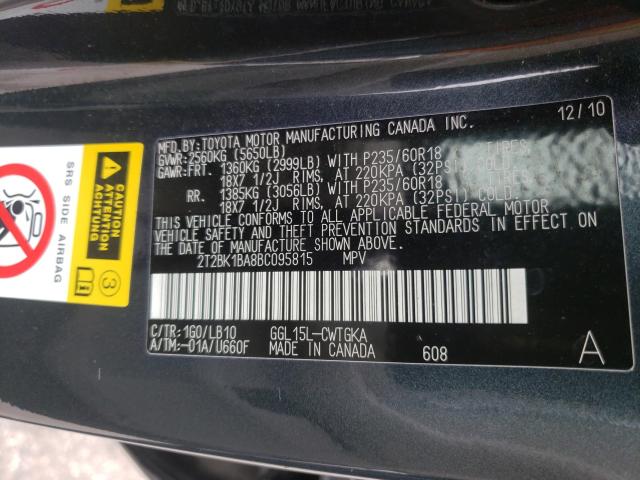 MFD.BY:TOYOTA MOTOR MANUFACTURING CANADA INC. 12/10
GVWR:2560KG (5650LB)
GAWR:FRT. 1360KG (2999LB) WITH P235/60R18 TIRES
18X7 1/2J RIMS, AT 220KPA (32PSI) COLD
RR. 1385KG (3056LB) WITH P235/60R18
18X7 1/2J RIMS, AT 220KPA (32PSI) COLD
THIS VEHICLE CONFORMS TO ALL APPLICABLE FEDERAL MOTOR
VEHICLE SAFETY AND THEFT PREVENTION STANDARDS IN EFFECT ON
THE DATE OF MANUFACTURE SHOWN ABOVE.
2T2BK1BA8BC095815 MPV
C/TR:1G0/LB10 GGL15L-CWTGKA
A/TM:-01A/U660F MADE IN CANADA 608 A
SRS SIDE AIRBAG
ATTENTION
ACHTUNG